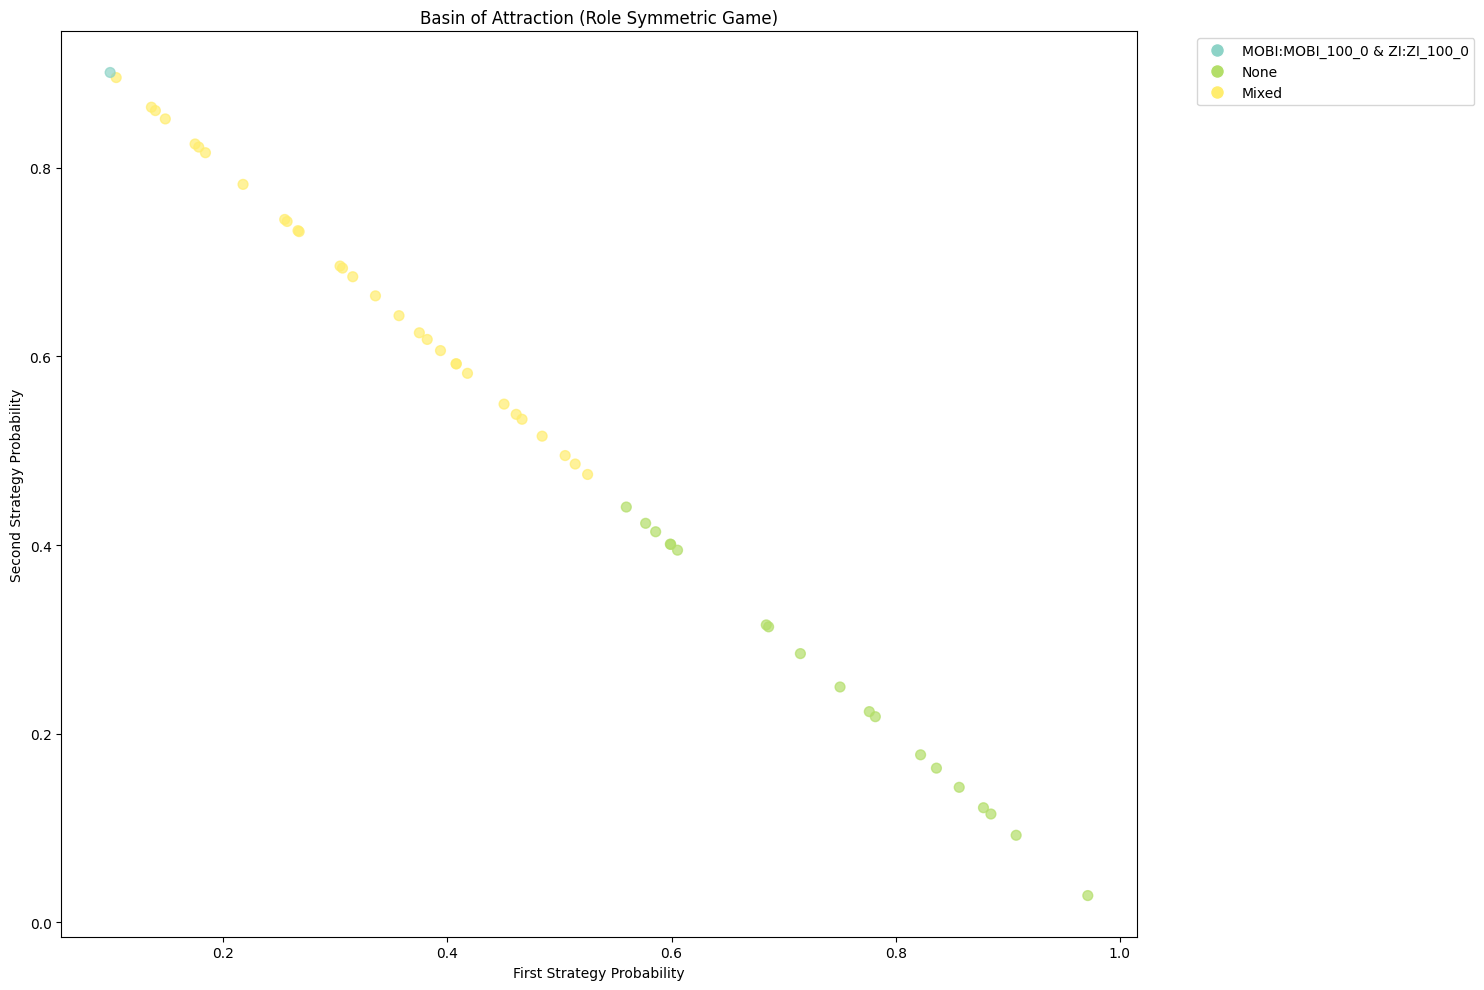 Basin of Attraction (Role Symmetric Game)
MOBI:MOBI_100_0 & ZI:ZI_100_0
None
Mixed
Second Strategy Probability
0.8
0.6
0.4
0.2
0.0
0.2
0.4
0.6
0.8
1.0
First Strategy Probability